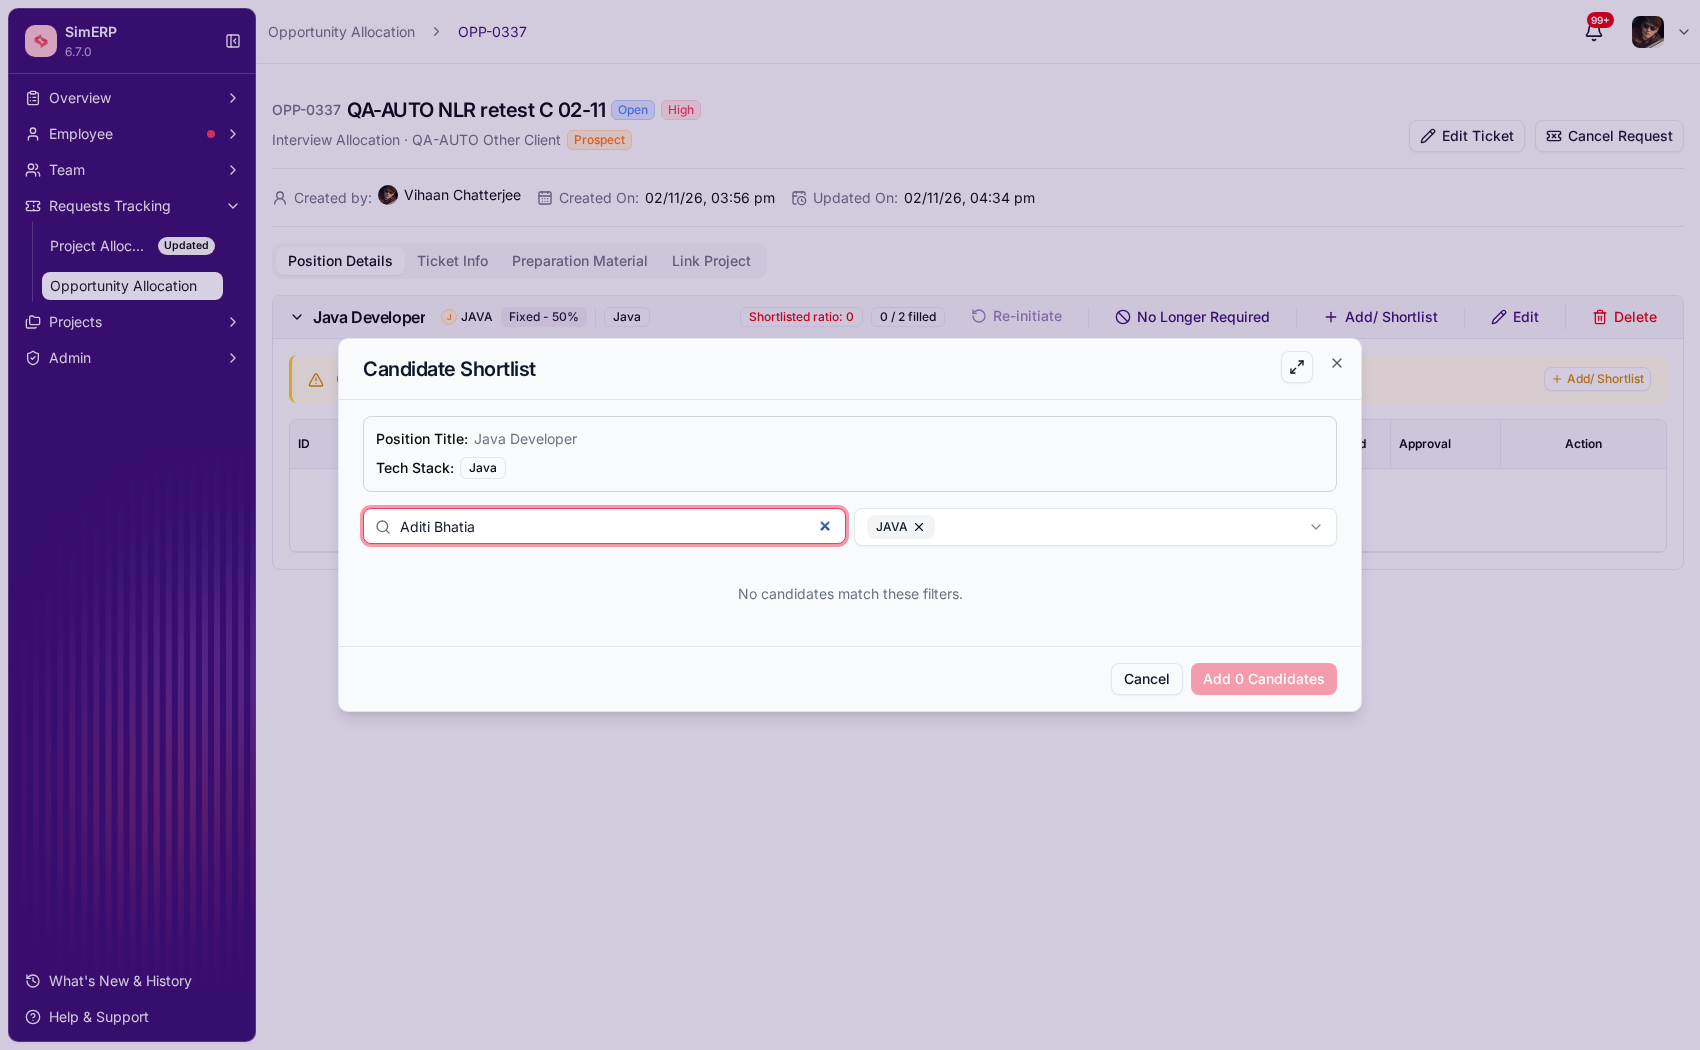 SimERP
6.7.0
Overview
Employee
Team
Requests Tracking
Project Alloc...
Updated
Opportunity Allocation
Projects
Admin
What's New & History
Help & Support
Opportunity Allocation
OPP-0337
99+
OPP-0337 QA-AUTO NLR retest C 02-11 Open High
Interview Allocation · QA-AUTO Other Client Prospect
Edit Ticket
Cancel Request
Created by: Vihaan Chatterjee Created On: 02/11/26, 03:56 pm Updated On: 02/11/26, 04:34 pm
Position Details Ticket Info Preparation Material Link Project
Java Developer J JAVA Fixed - 50% Java Shortlisted ratio: 0 0 / 2 filled Re-initiate No Longer Required Add/ Shortlist Edit Delete
Add/ Shortlist
ID
Approval
Action
Candidate Shortlist
Position Title: Java Developer
Tech Stack: Java
Aditi Bhatia
JAVA
No candidates match these filters.
Cancel
Add 0 Candidates